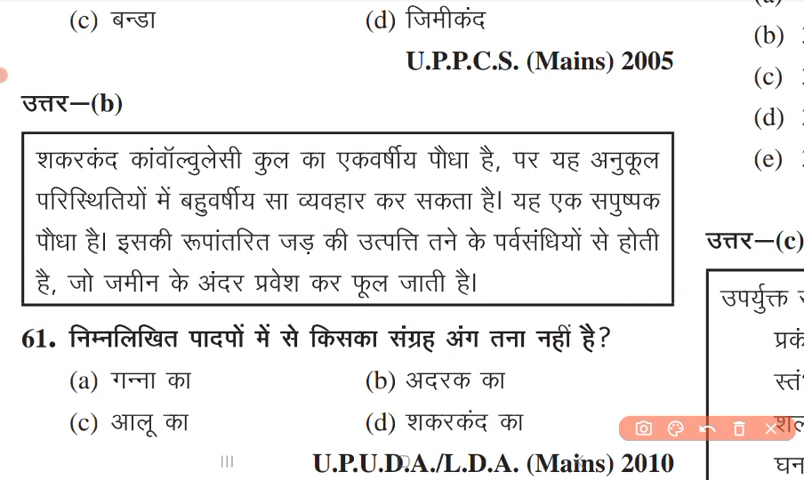 (c) बन्डा (d) जिमीकंद
U.P.P.C.S. (Mains) 2005
उत्तर—(b)
शकरकंद कांवॉल्वुलेसी कुल का एकवर्षीय पौधा है, पर यह अनुकूल
परिस्थितियों में बहुवर्षीय सा व्यवहार कर सकता है। यह एक सपुष्पक
पौधा है। इसकी रूपांतरित जड़ की उत्पत्ति तने के पर्वसंधियों से होती
है, जो जमीन के अंदर प्रवेश कर फूल जाती है।
61. निम्नलिखित पादपों में से किसका संग्रह अंग तना नहीं है?
(a) गन्ना का (b) अदरक का
(c) आलू का (d) शकरकंद का
U.P.U.D.A./L.D.A. (Mains) 2010
(b)
(c)
(d)
(e)
उत्तर—(c)
उपर्युक्त